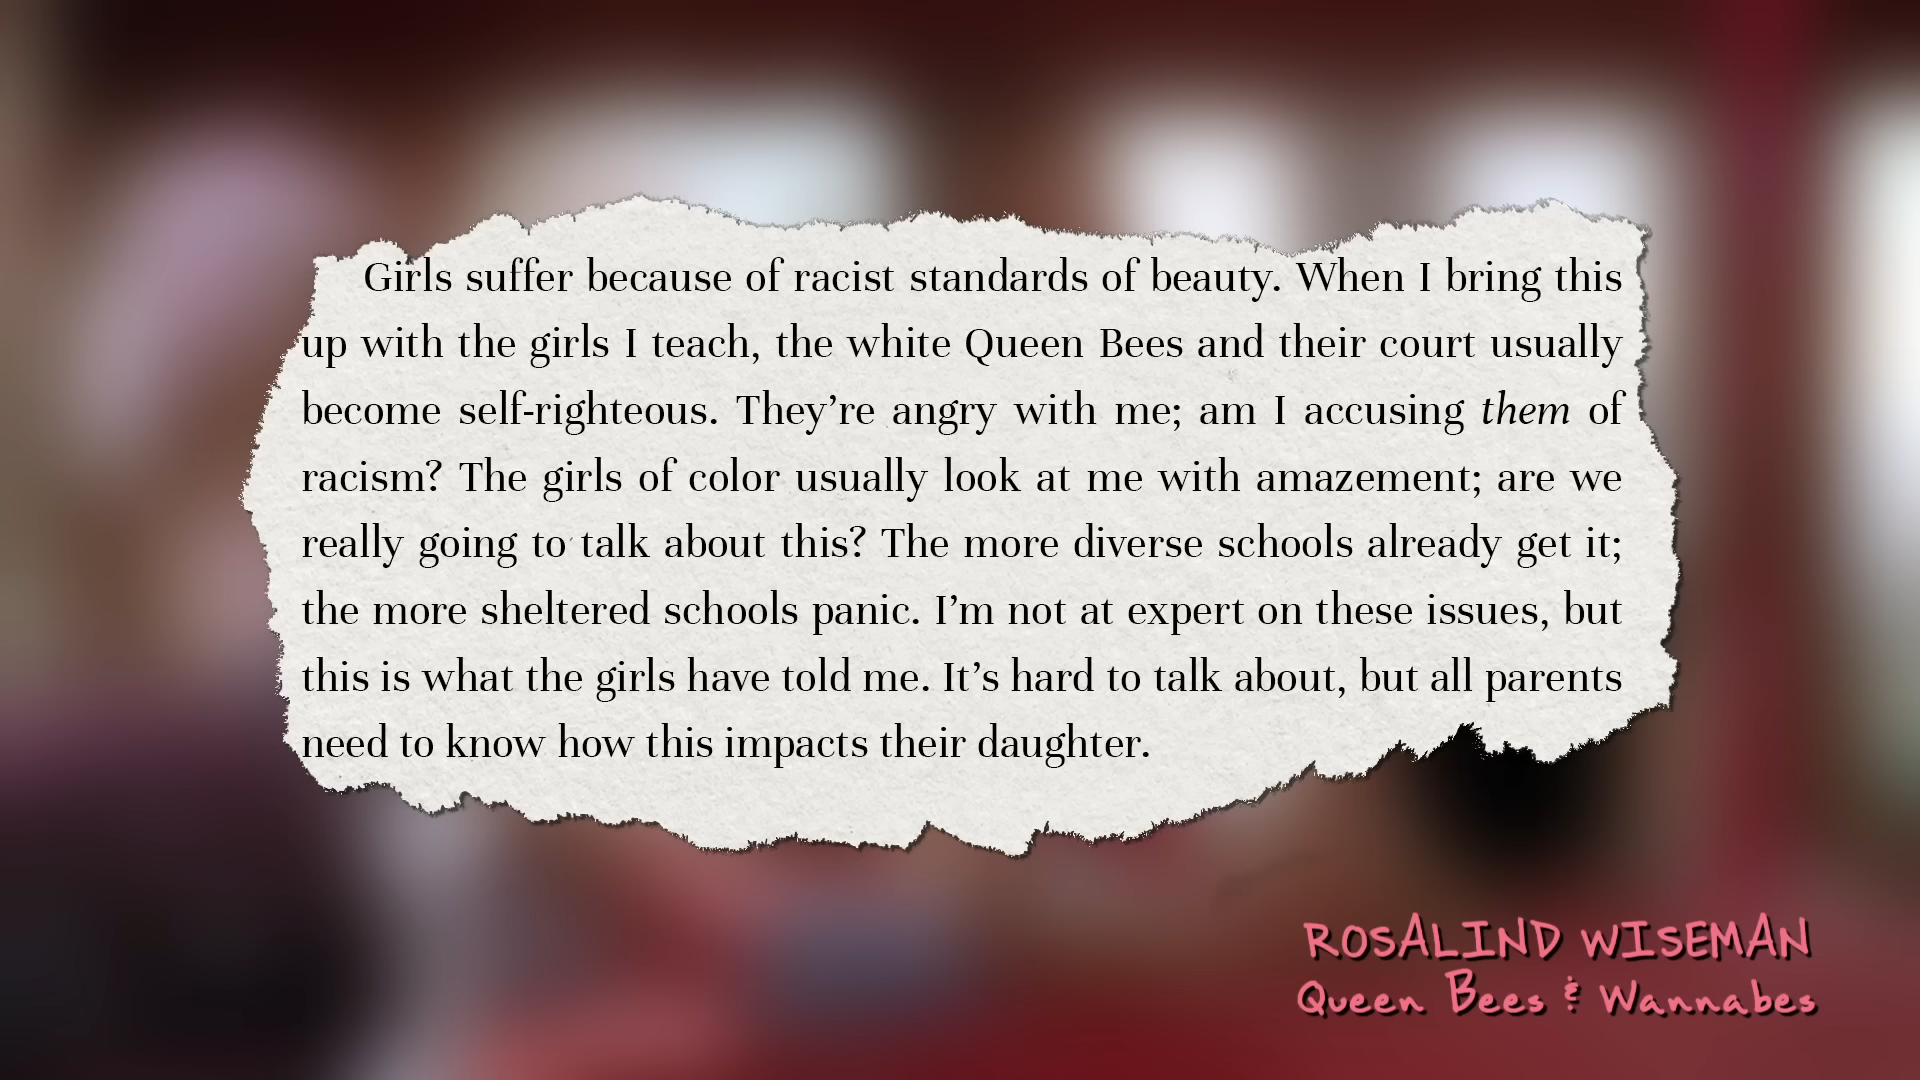 Girls suffer because of racist standards of beauty. When I bring this
up with the girls I teach, the white Queen Bees and their court usually
become self-righteous. They’re angry with me; am I accusing them of
racism? The girls of color usually look at me with amazement; are we
really going to talk about this? The more diverse schools already get it;
the more sheltered schools panic. I’m not at expert on these issues, but
this is what the girls have told me. It’s hard to talk about, but all parents
need to know how this impacts their daughter.
ROSALIND WISEMAN
Queen Bees & Wannabes